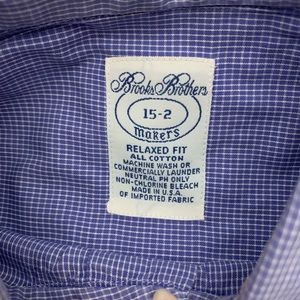 Brooks Brothers
15-2
makers
RELAXED FIT
ALL COTTON
MACHINE WASH OR
COMMERCIALLY LAUNDER
NEUTRAL PH ONLY
NON-CHLORINE BLEACH
MADE IN U.S.A.
OF IMPORTED FABRIC